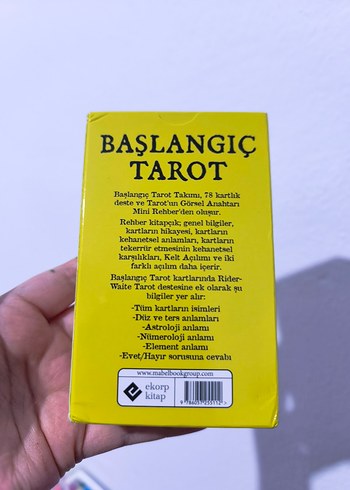 BAŞLANGIÇ
TAROT
Başlangıç Tarot Takımı, 78 kartlık
deste ve Tarot'un Görsel Anahtarı
Mini Rehber'den oluşur.
Rehber kitapçık; genel bilgiler,
kartların hikayesi, kartların
kehanetsel anlamları, kartların
tekerrür etmesinin kehanetsel
karşılıkları, Kelt Açılımı ve iki
farklı açılım daha içerir.
Başlangıç Tarot kartlarında Rider-
Waite Tarot destesine ek olarak şu
bilgiler yer alır:
-Tüm kartların isimleri
-Düz ve ters anlamları
-Astroloji anlamı
-Nümeroloji anlamı
-Element anlamı
-Evet/Hayır sorusuna cevabı
www.mabelbookgroup.com
ekorp
kitap